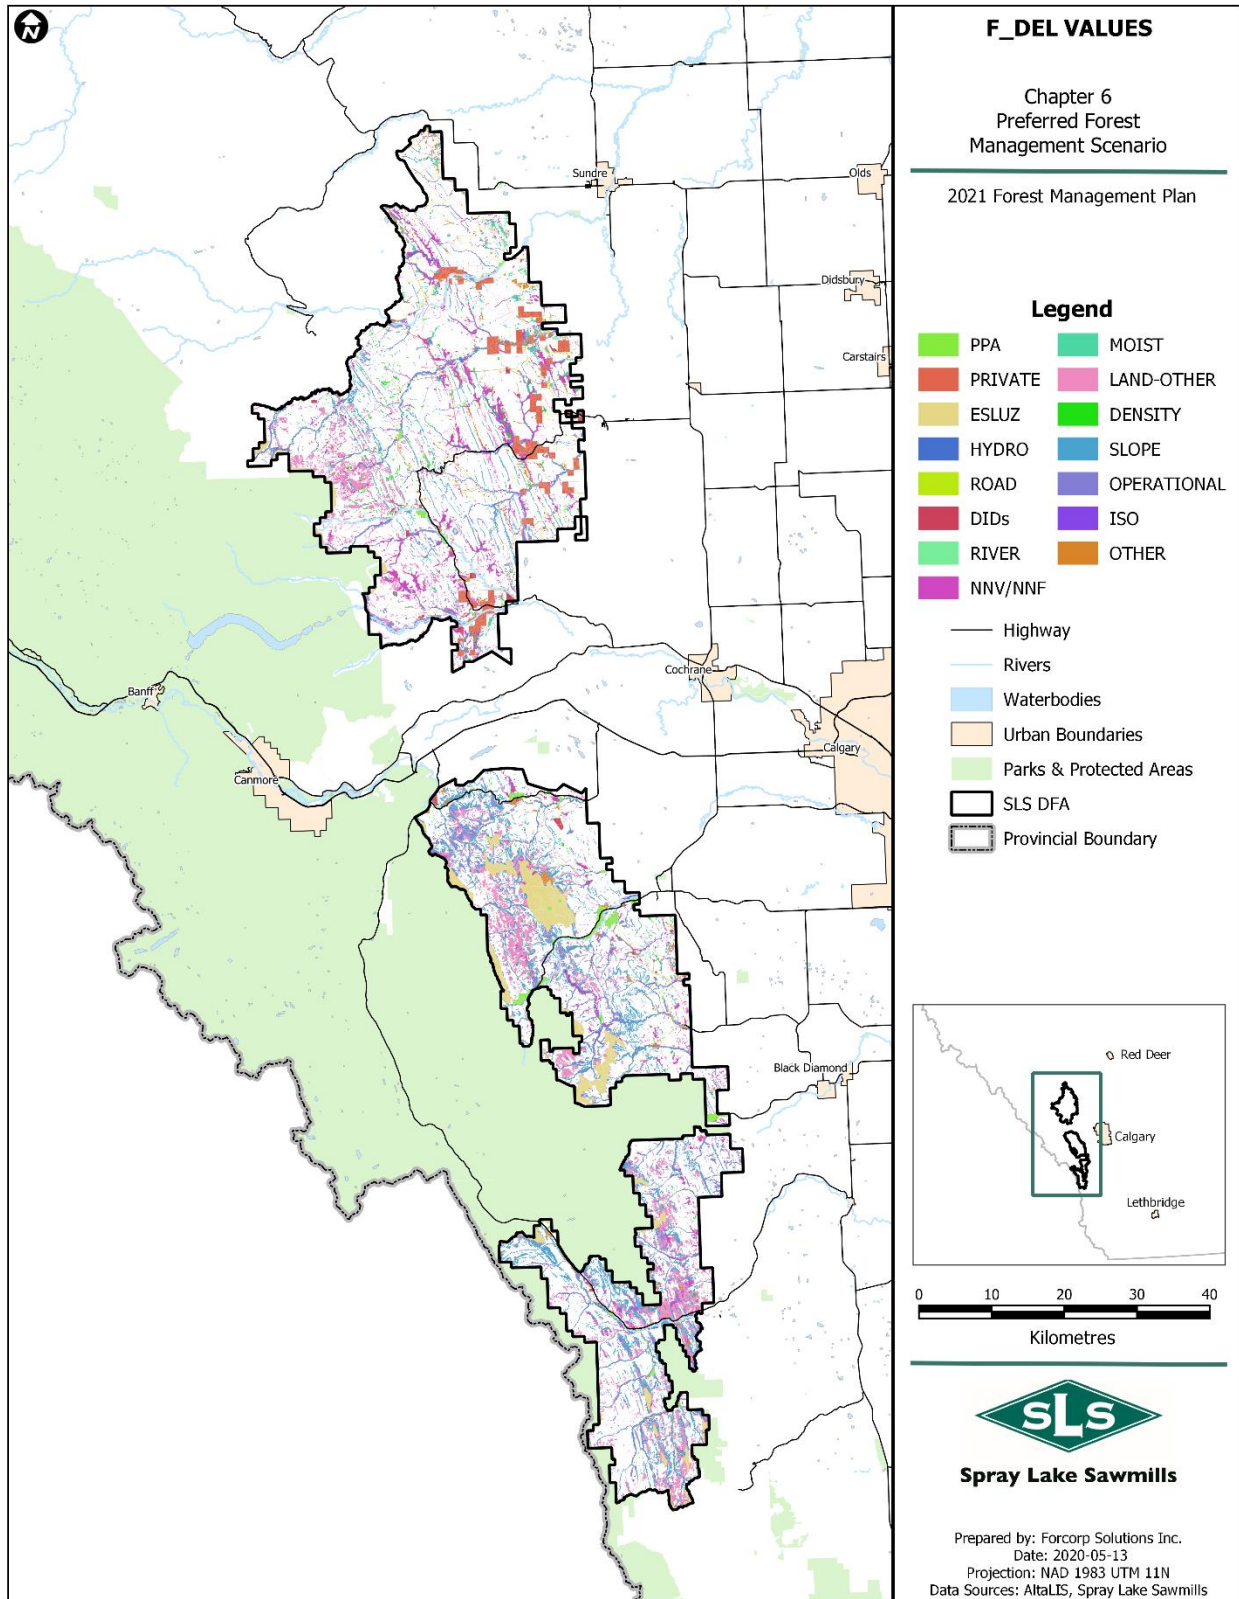 N
F_DEL VALUES
Chapter 6
Preferred Forest
Management Scenario
2021 Forest Management Plan
Legend
PPA
PRIVATE
ESLUZ
HYDRO
ROAD
DIDs
RIVER
NNV/NNF
MOIST
LAND-OTHER
DENSITY
SLOPE
OPERATIONAL
ISO
OTHER
Highway
Rivers
Waterbodies
Urban Boundaries
Parks & Protected Areas
SLS DFA
Provincial Boundary
Sundre
Olds
Didsbury
Carstairs
Cochrane
Banff
Calgary
Canmore
Black Diamond
Red Deer
Calgary
Lethbridge
0 10 20 30 40
Kilometres
SLS
Spray Lake Sawmills
Prepared by: Forcorp Solutions Inc.
Date: 2020-05-13
Projection: NAD 1983 UTM 11N
Data Sources: AltaLIS, Spray Lake Sawmills